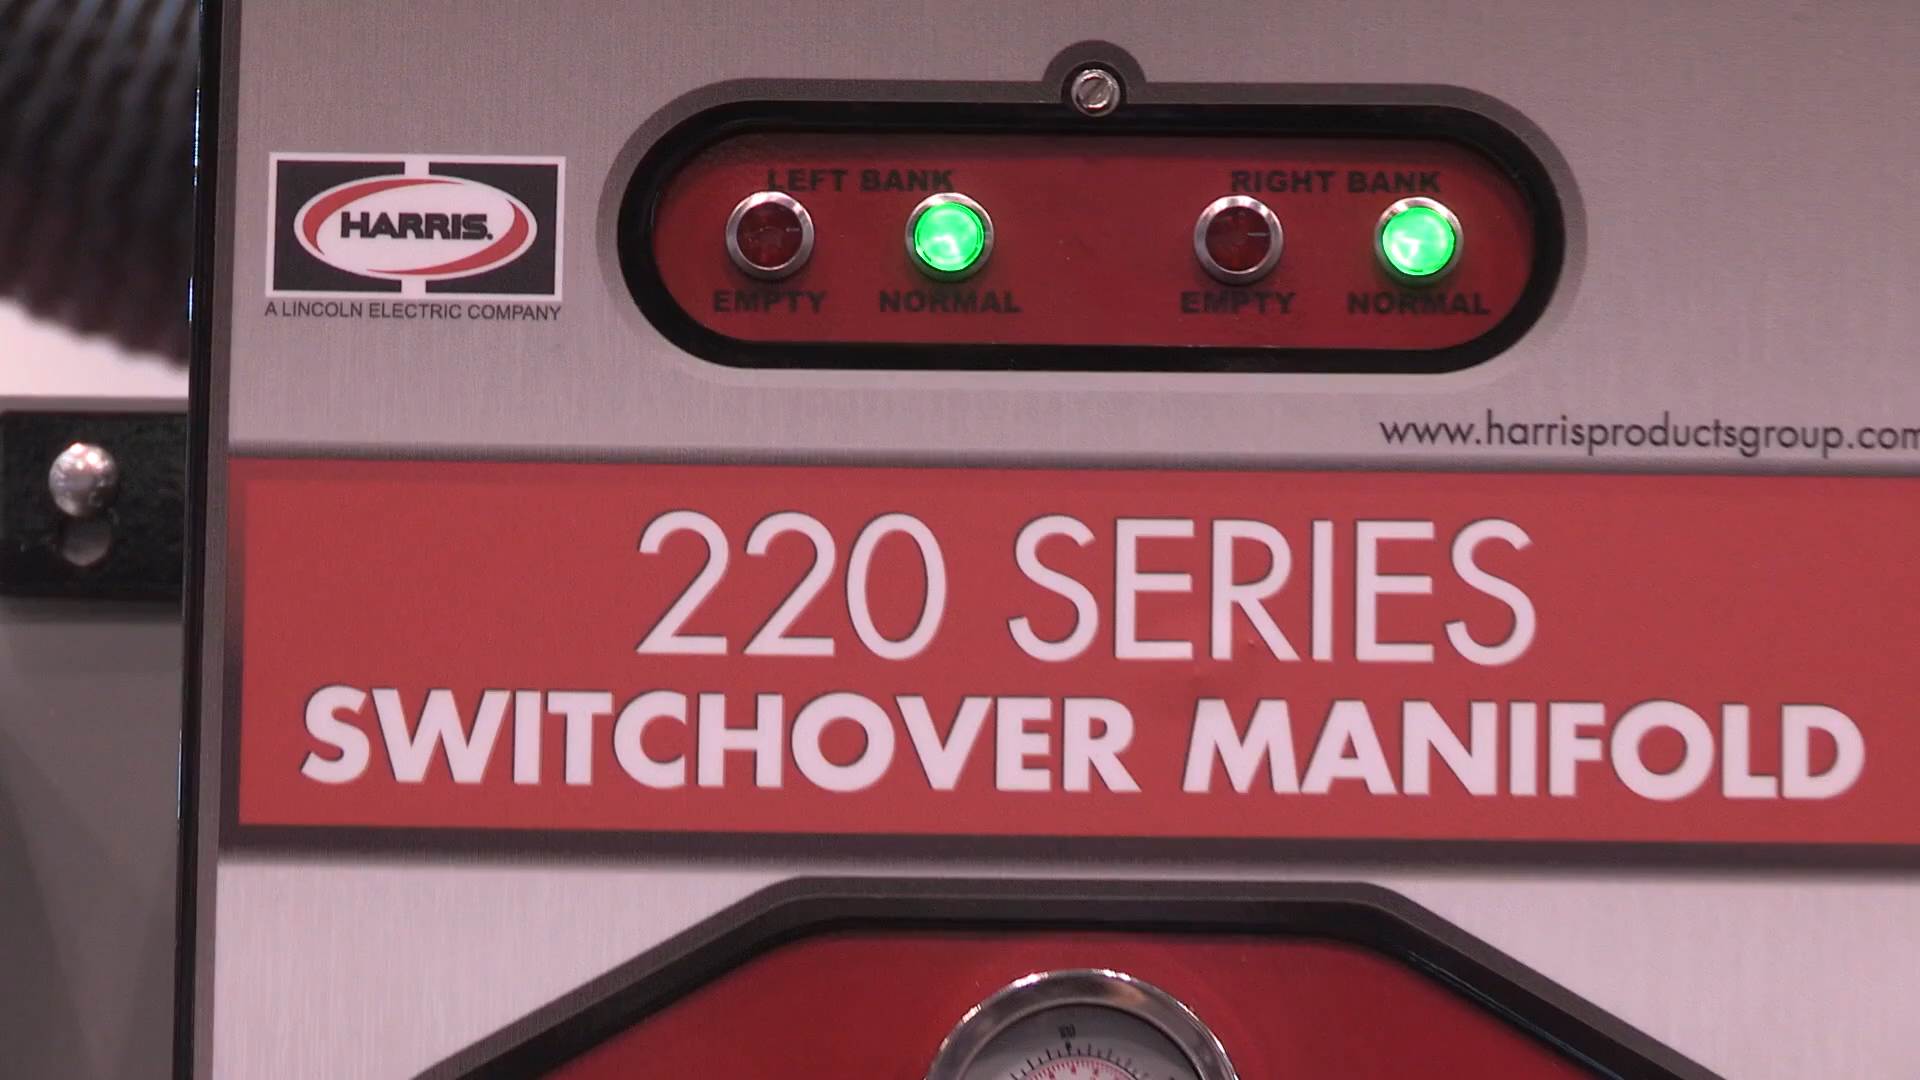 HARRIS.
A LINCOLN ELECTRIC COMPANY
LEFT BANK
RIGHT BANK
EMPTY
NORMAL
EMPTY
NORMAL
www.harrisproductsgroup.com
220 SERIES
SWITCHOVER MANIFOLD
100